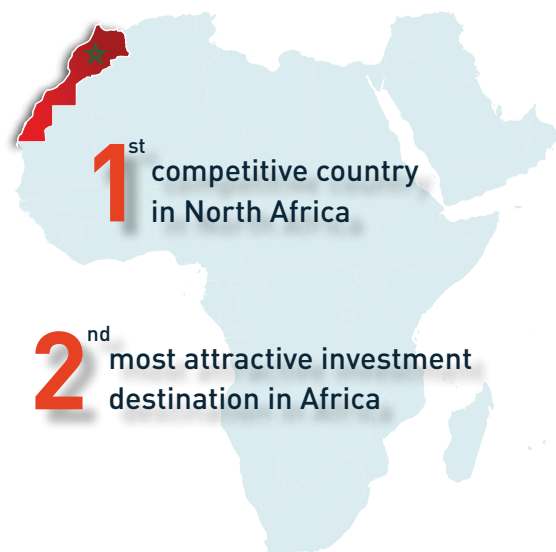 1st competitive country
in North Africa
2nd most attractive investment
destination in Africa